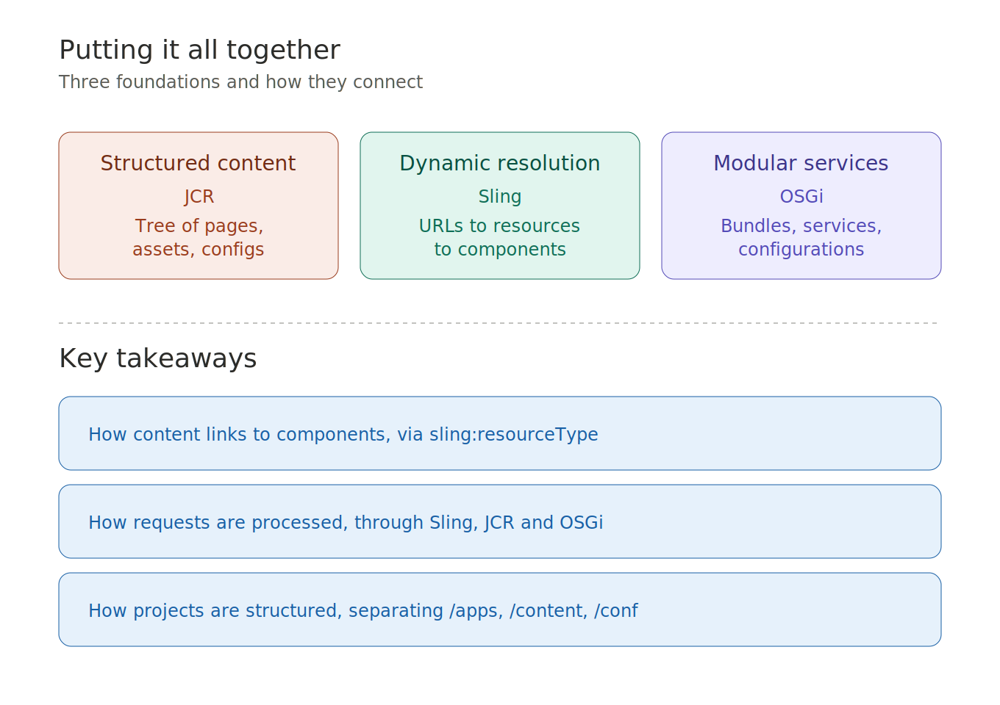 Putting it all together
Three foundations and how they connect
Structured content
JCR
Tree of pages,
assets, configs
Dynamic resolution
Sling
URLs to resources
to components
Modular services
OSGi
Bundles, services,
configurations
Key takeaways
How content links to components, via sling:resourceType
How requests are processed, through Sling, JCR and OSGi
How projects are structured, separating /apps, /content, /conf